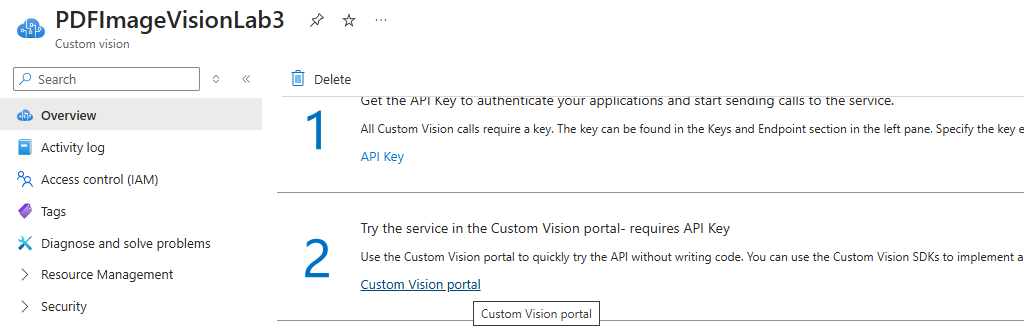 PDFImageVisionLab3
Custom vision
Search
Delete
Overview
Activity log
Access control (IAM)
Tags
Diagnose and solve problems
Resource Management
Security
1
Get the API Key to authenticate your applications and start sending calls to the service.
All Custom Vision calls require a key. The key can be found in the Keys and Endpoint section in the left pane. Specify the key e
API Key
2
Try the service in the Custom Vision portal- requires API Key
Use the Custom Vision portal to quickly try the API without writing code. You can use the Custom Vision SDKs to implement a
Custom Vision portal
Custom Vision portal